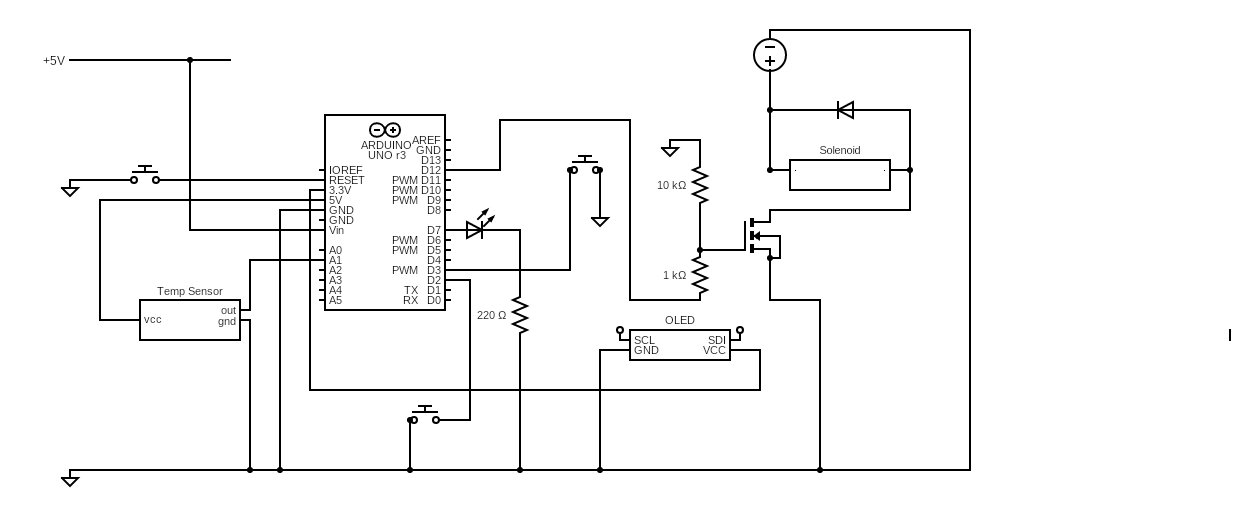 +5V
ARDUINO
UNO r3
AREF
GND
D13
IOREF D12
RESET PWM D11
3.3V PWM D10
5V PWM D9
GND D8
GND
Vin D7
PWM D6
A0 PWM D5
A1 D4
A2 PWM D3
A3 D2
A4 TX D1
A5 RX D0
Temp Sensor
vcc
out
gnd
220 Ω
10 kΩ
1 kΩ
Solenoid
OLED
SCL SDI
GND VCC